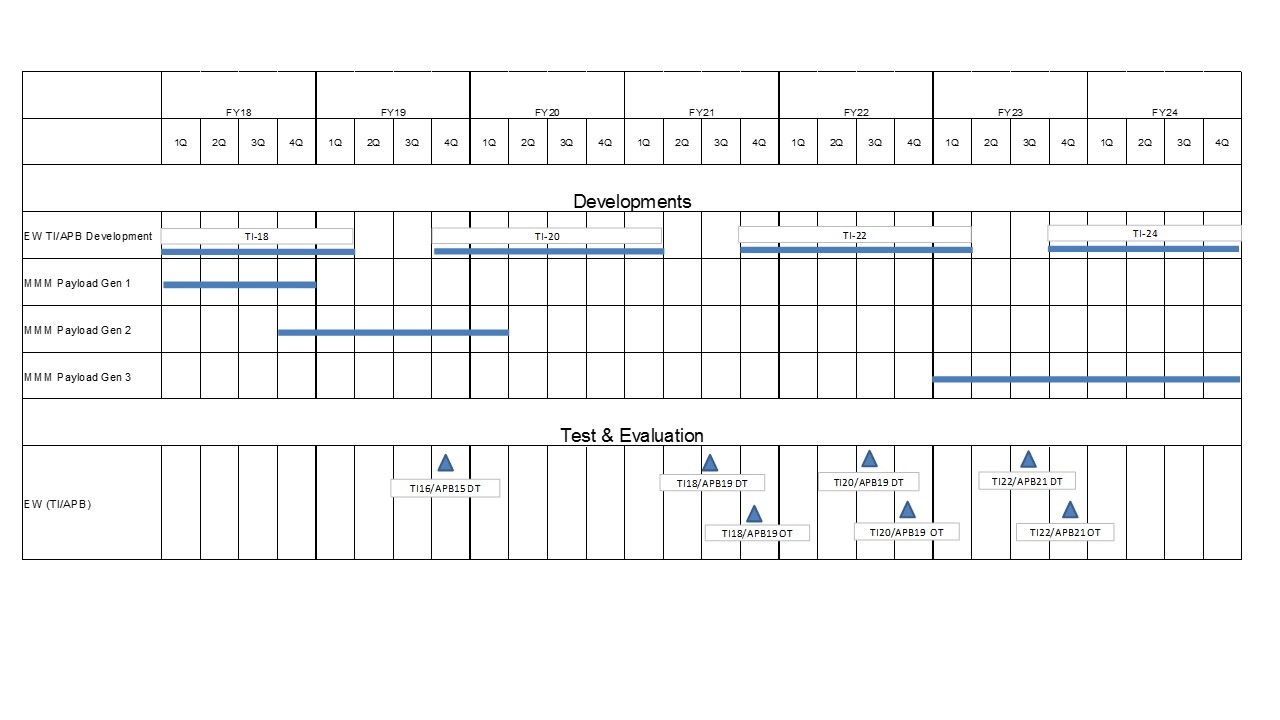 FY18 FY19 FY20 FY21 FY22 FY23 FY24
1Q 2Q 3Q 4Q 1Q 2Q 3Q 4Q 1Q 2Q 3Q 4Q 1Q 2Q 3Q 4Q 1Q 2Q 3Q 4Q 1Q 2Q 3Q 4Q 1Q 2Q 3Q 4Q
Developments
EW TI/APB Development TI-18 TI-20 TI-22 TI-24
MMM Payload Gen 1
MMM Payload Gen 2
MMM Payload Gen 3
Test & Evaluation
EW (TI/APB)
TI16/APB15 DT TI18/APB19 DT TI20/APB19 DT TI22/APB21 DT
TI18/APB19 OT TI20/APB19 OT TI22/APB21 OT